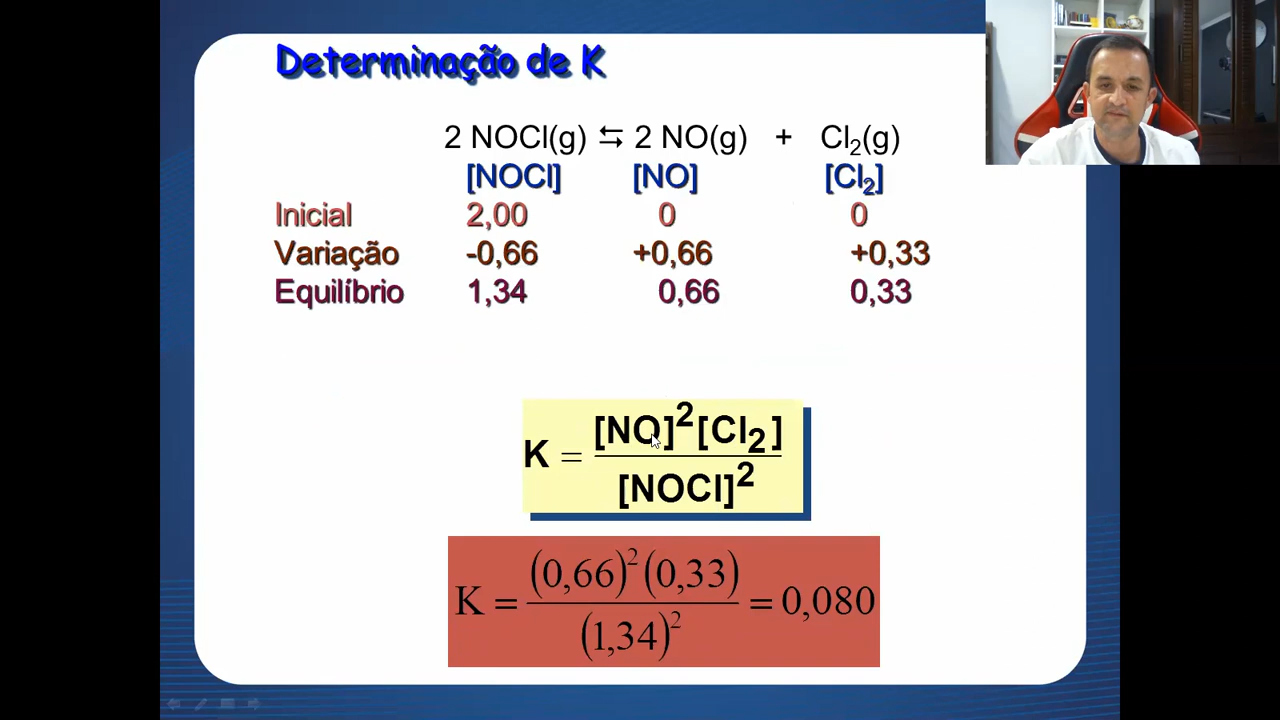 Determinação de K
2 NOCl(g) ⇆ 2 NO(g) + Cl₂(g)
[NOCl] [NO] [Cl₂]
Inicial 2,00 0 0
Variação -0,66 +0,66 +0,33
Equilíbrio 1,34 0,66 0,33
K = [NO]²[Cl₂] / [NOCl]²
K = (0,66)²(0,33) / (1,34)² = 0,080